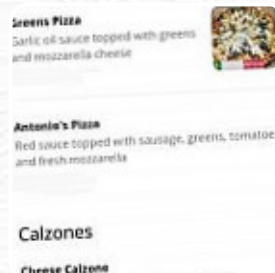 Greens Pizza
Garlic oil sauce topped with greens
and mozzarella cheese
Antonio's Pizza
Red sauce topped with sausage, greens, tomatoe
and fresh mozzarella
Calzones
Cheese Calzone